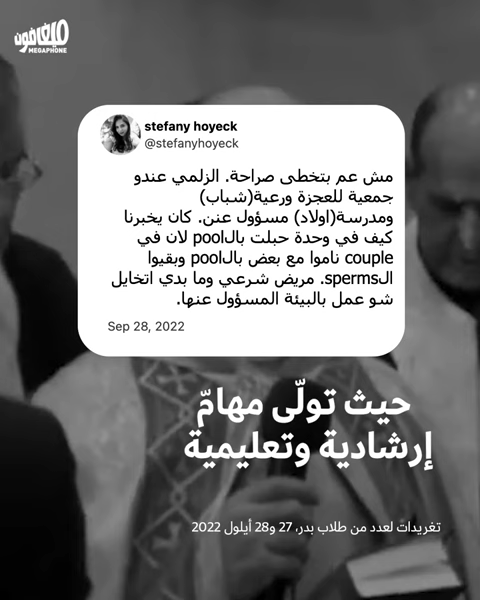 ميغافون
MEGAPHONE
stefany hoyeck
@stefanyhoyeck
مش عم بتخطى صراحة. الزلمي عندو
جمعية للعجزة ورعية(شباب)
ومدرسة(اولاد) مسؤول عنن. كان يخبرنا
كيف في وحدة حبلت بالpool لان في
couple ناموا مع بعض بالpool وبقيوا
الsperms. مريض شرعي وما بدي اتخايل
شو عمل بالبيئة المسؤول عنها.
Sep 28, 2022
حيث تولّى مهامّ
إرشادية وتعليمية
تغريدات لعدد من طلاب بدر، 27 و28 أيلول 2022